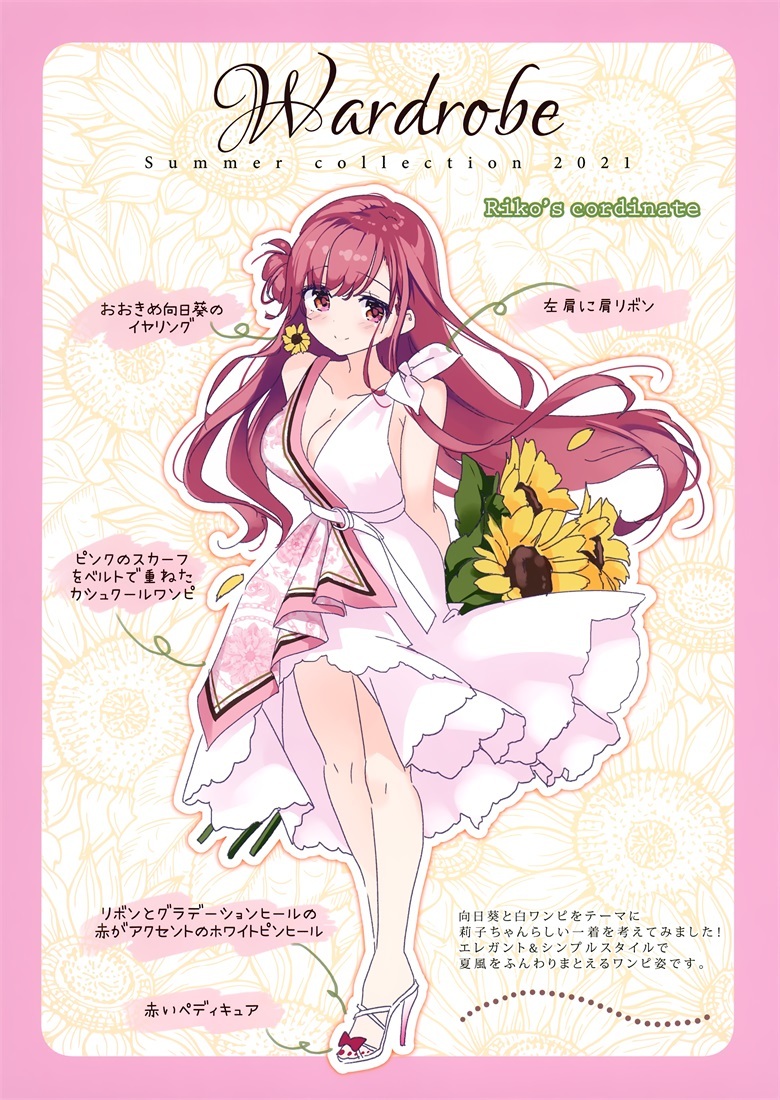 Wardrobe
Summer collection 2021
Riko's cordinate
おおきめ向日葵の
イヤリング
左肩に肩リボン
ピンクのスカーフ
をベルトで重ねた
カシュクールワンピ
リボンとグラデーションヒールの
赤がアクセントのホワイトピンヒール
赤いペディキュア
向日葵と白ワンピをテーマに
莉子ちゃんらしい一着を考えてみました!
エレガント&シンプルスタイルで
夏風をふんわりまとえるワンピ姿です。